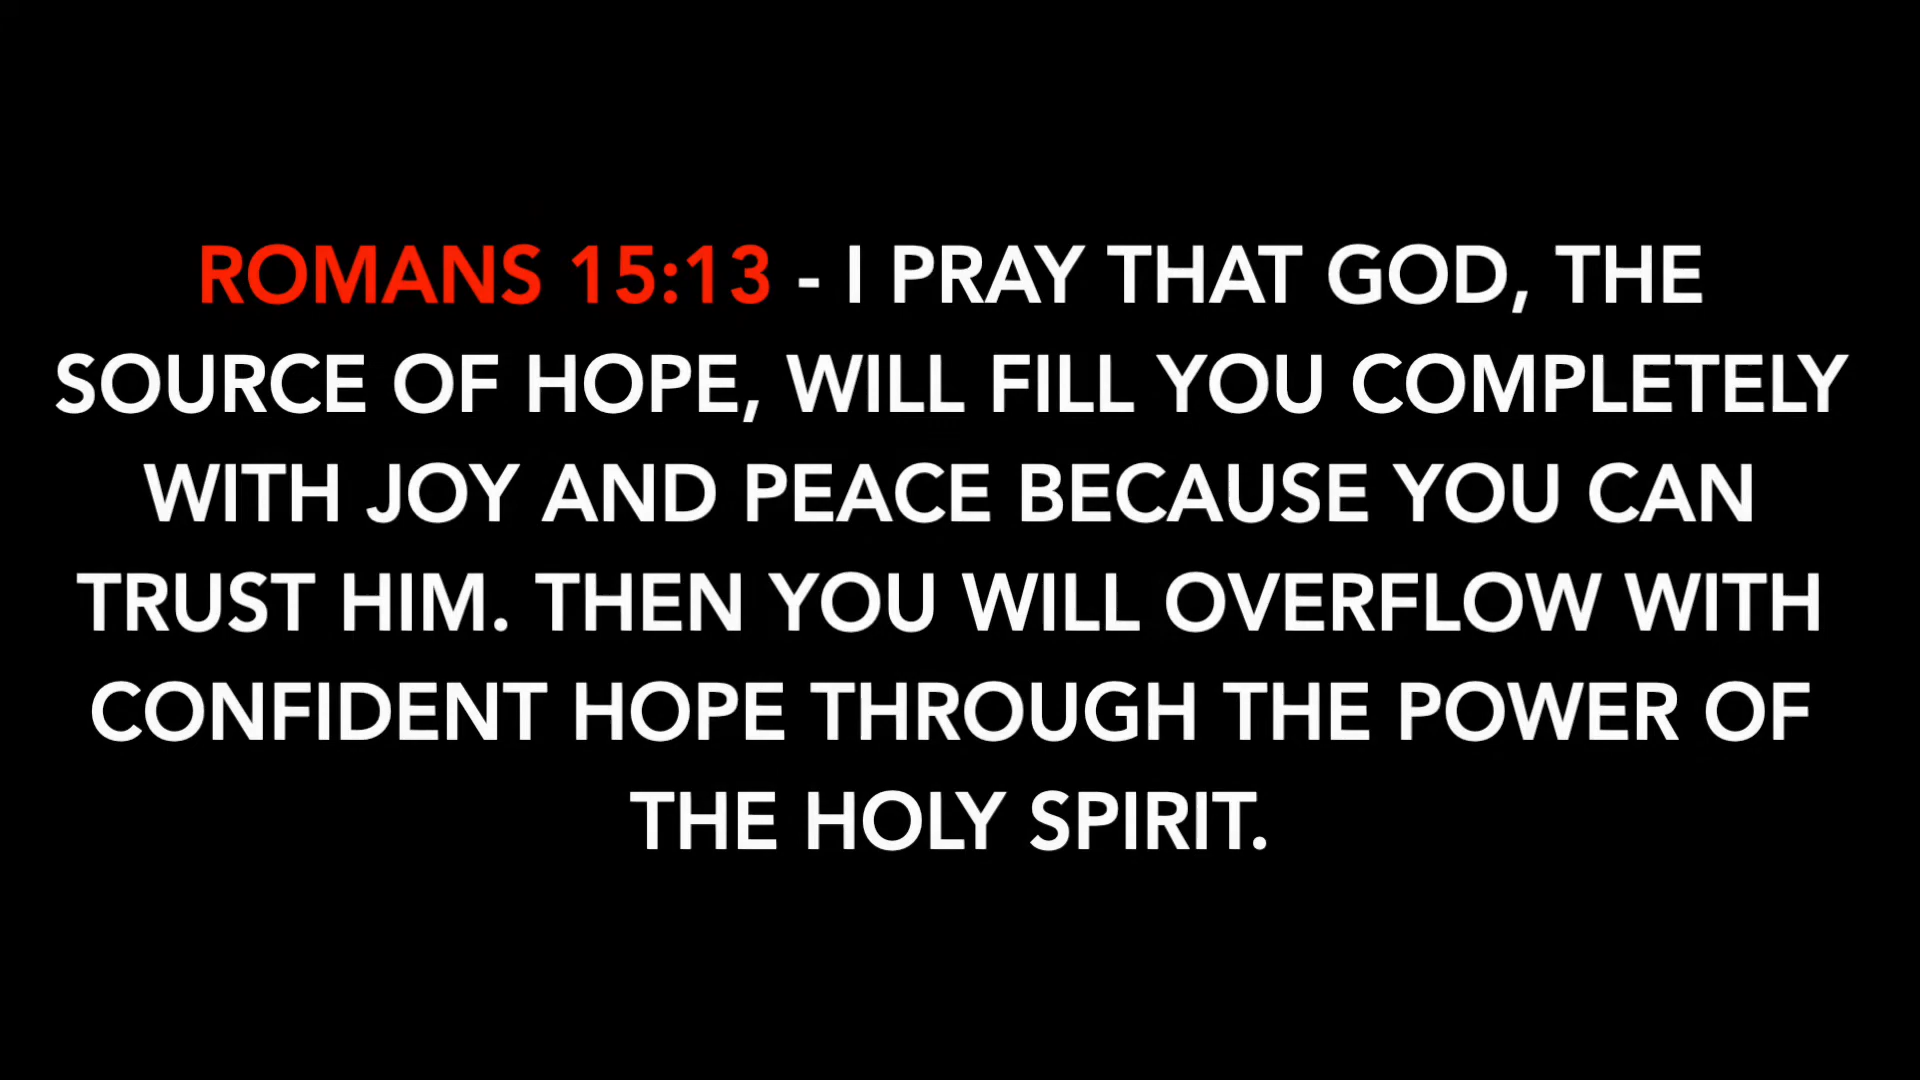 ROMANS 15:13 - I PRAY THAT GOD, THE
SOURCE OF HOPE, WILL FILL YOU COMPLETELY
WITH JOY AND PEACE BECAUSE YOU CAN
TRUST HIM. THEN YOU WILL OVERFLOW WITH
CONFIDENT HOPE THROUGH THE POWER OF
THE HOLY SPIRIT.